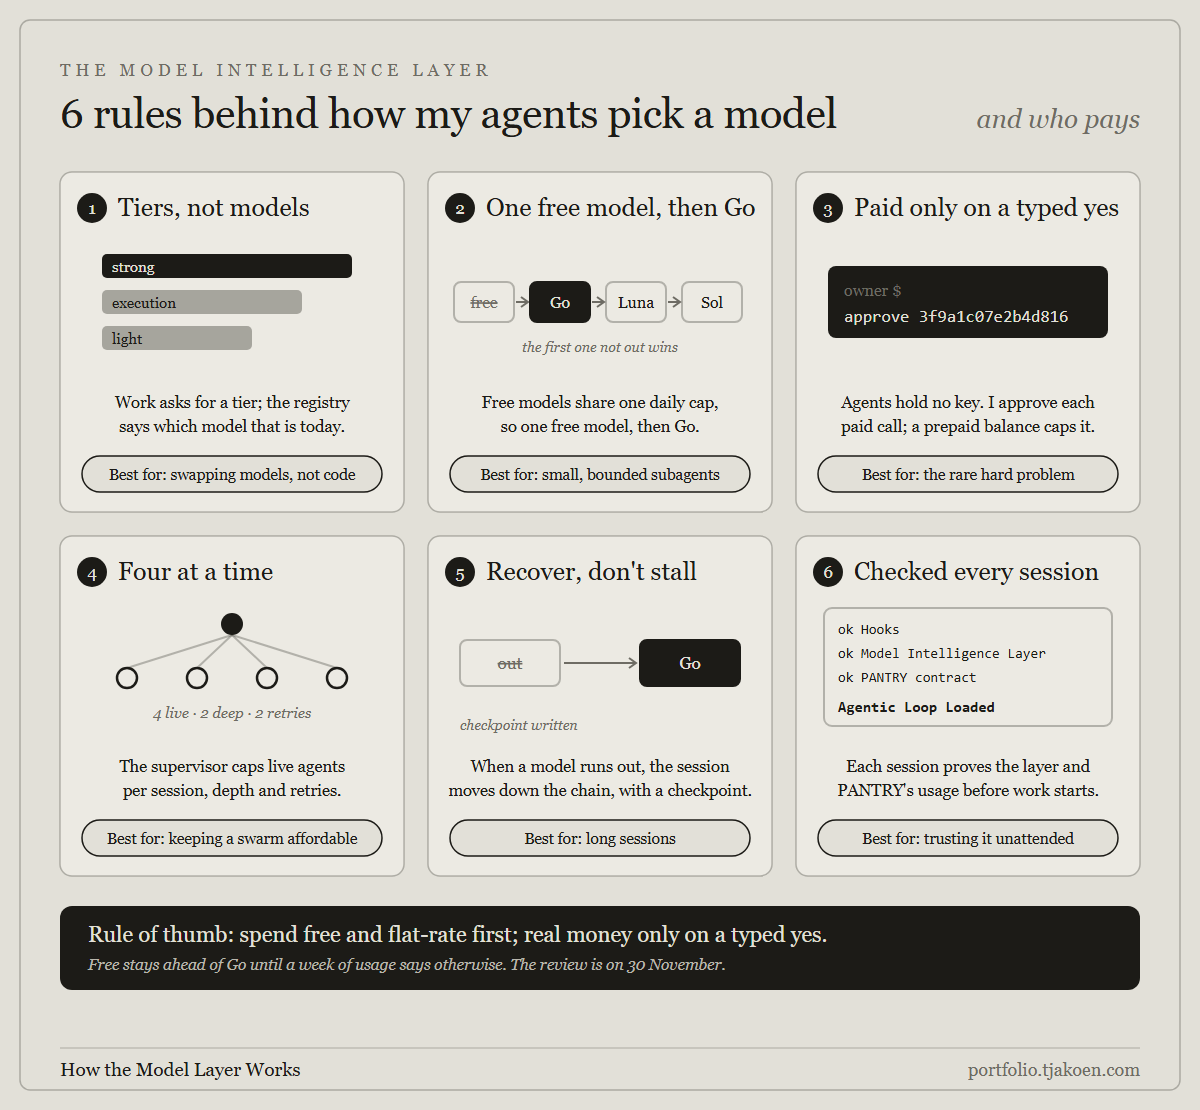 THE MODEL INTELLIGENCE LAYER
6 rules behind how my agents pick a model
and who pays
1 Tiers, not models
strong
execution
light
Work asks for a tier; the registry
says which model that is today.
Best for: swapping models, not code
2 One free model, then Go
free Go Luna Sol
the first one not out wins
Free models share one daily cap,
so one free model, then Go.
Best for: small, bounded subagents
3 Paid only on a typed yes
owner $
approve 3f9a1c07e2b4d816
Agents hold no key. I approve each
paid call; a prepaid balance caps it.
Best for: the rare hard problem
4 Four at a time
4 live · 2 deep · 2 retries
The supervisor caps live agents
per session, depth and retries.
Best for: keeping a swarm affordable
5 Recover, don't stall
out Go
checkpoint written
When a model runs out, the session
moves down the chain, with a checkpoint.
Best for: long sessions
6 Checked every session
ok Hooks
ok Model Intelligence Layer
ok PANTRY contract
Agentic Loop Loaded
Each session proves the layer and
PANTRY's usage before work starts.
Best for: trusting it unattended
Rule of thumb: spend free and flat-rate first; real money only on a typed yes.
Free stays ahead of Go until a week of usage says otherwise. The review is on 30 November.
How the Model Layer Works
portfolio.tjakoen.com